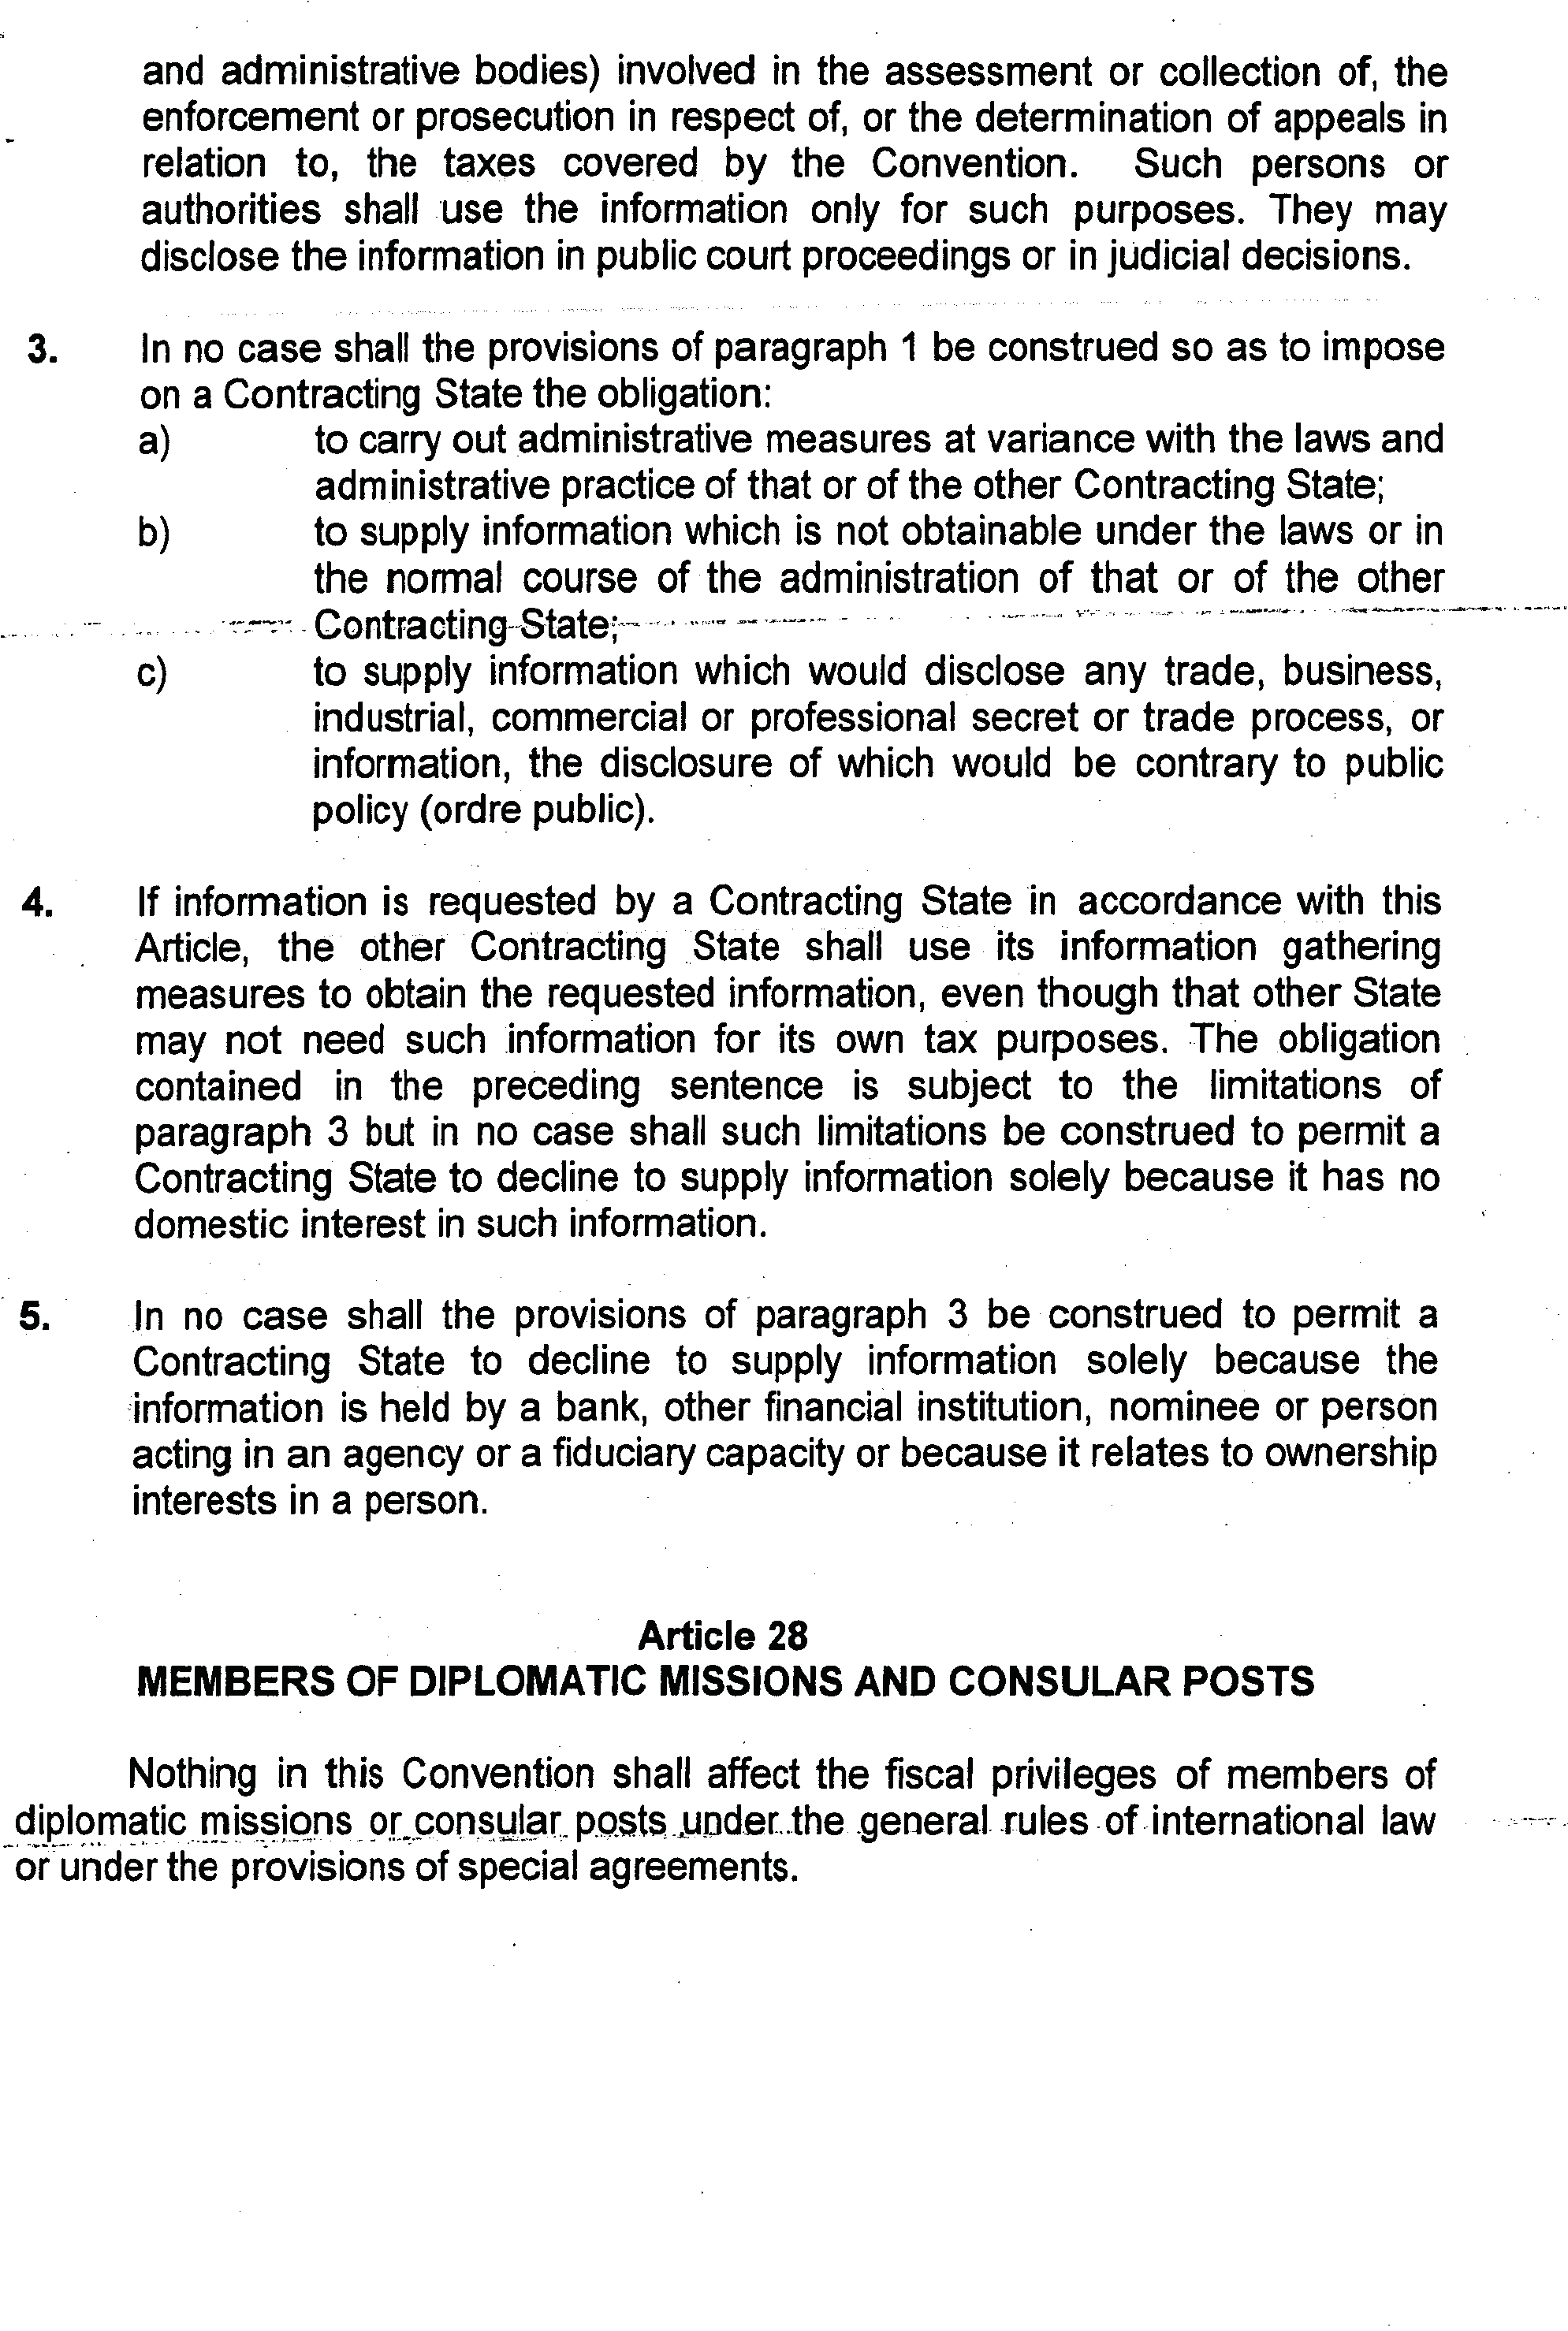 and administrative bodies) involved in the assessment or collection of, the
enforcement or prosecution in respect of, or the determination of appeals in
relation to, the taxes covered by the Convention. Such persons or
authorities shall use the information only for such purposes. They may
disclose the information in public court proceedings or in judicial decisions.
3. In no case shall the provisions of paragraph 1 be construed so as to impose
on a Contracting State the obligation:
a) to carry out administrative measures at variance with the laws and
administrative practice of that or of the other Contracting State;
b) to supply information which is not obtainable under the laws or in
the normal course of the administration of that or of the other
Contracting State;
c) to supply information which would disclose any trade, business,
industrial, commercial or professional secret or trade process, or
information, the disclosure of which would be contrary to public
policy (ordre public).
4. If information is requested by a Contracting State in accordance with this
Article, the other Contracting State shall use its information gathering
measures to obtain the requested information, even though that other State
may not need such information for its own tax purposes. The obligation
contained in the preceding sentence is subject to the limitations of
paragraph 3 but in no case shall such limitations be construed to permit a
Contracting State to decline to supply information solely because it has no
domestic interest in such information.
5. In no case shall the provisions of paragraph 3 be construed to permit a
Contracting State to decline to supply information solely because the
information is held by a bank, other financial institution, nominee or person
acting in an agency or a fiduciary capacity or because it relates to ownership
interests in a person.
Article 28
MEMBERS OF DIPLOMATIC MISSIONS AND CONSULAR POSTS
Nothing in this Convention shall affect the fiscal privileges of members of
diplomatic missions or consular posts under the general rules of international law
or under the provisions of special agreements.